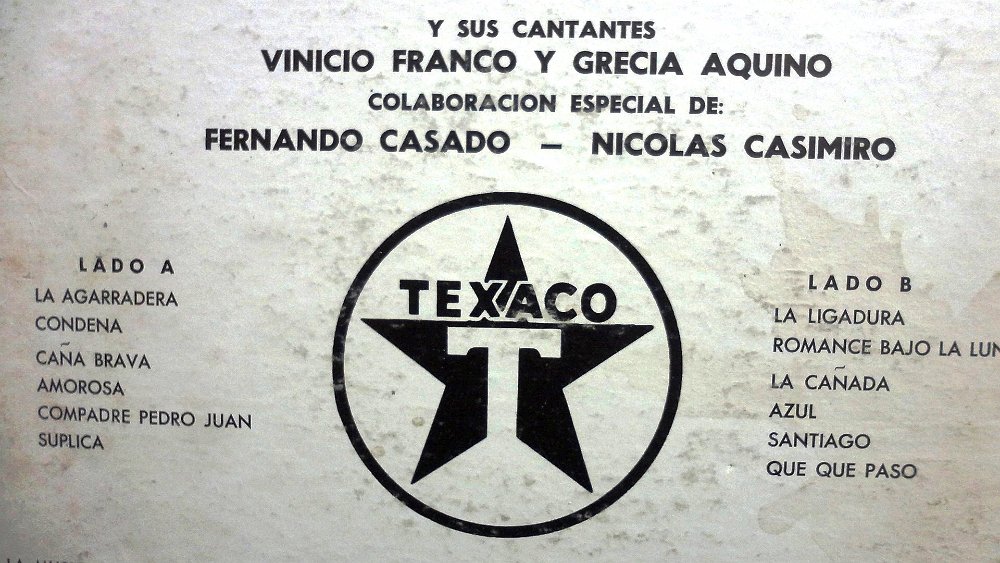 Y SUS CANTANTES
VINICIO FRANCO Y GRECIA AQUINO
COLABORACION ESPECIAL DE:
FERNANDO CASADO — NICOLAS CASIMIRO
TEXACO
T
LADO A
LA AGARRADERA
CONDENA
CAÑA BRAVA
AMOROSA
COMPADRE PEDRO JUAN
SUPLICA
LADO B
LA LIGADURA
ROMANCE BAJO LA
LA CAÑADA
AZUL
SANTIAGO
QUE QUE PASO